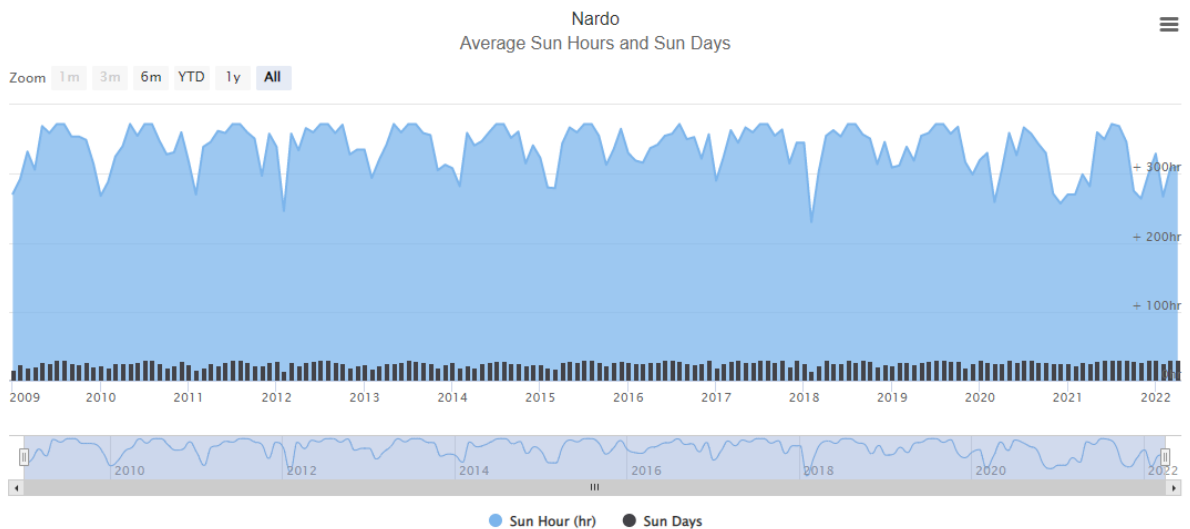 Nardo
Average Sun Hours and Sun Days
Zoom 1m 3m 6m YTD 1y All
+ 300hr
+ 200hr
+ 100hr
2009 2010 2011 2012 2013 2014 2015 2016 2017 2018 2019 2020 2021 2022
2010 2012 2014 2016 2018 2020 2022
Sun Hour (hr) Sun Days